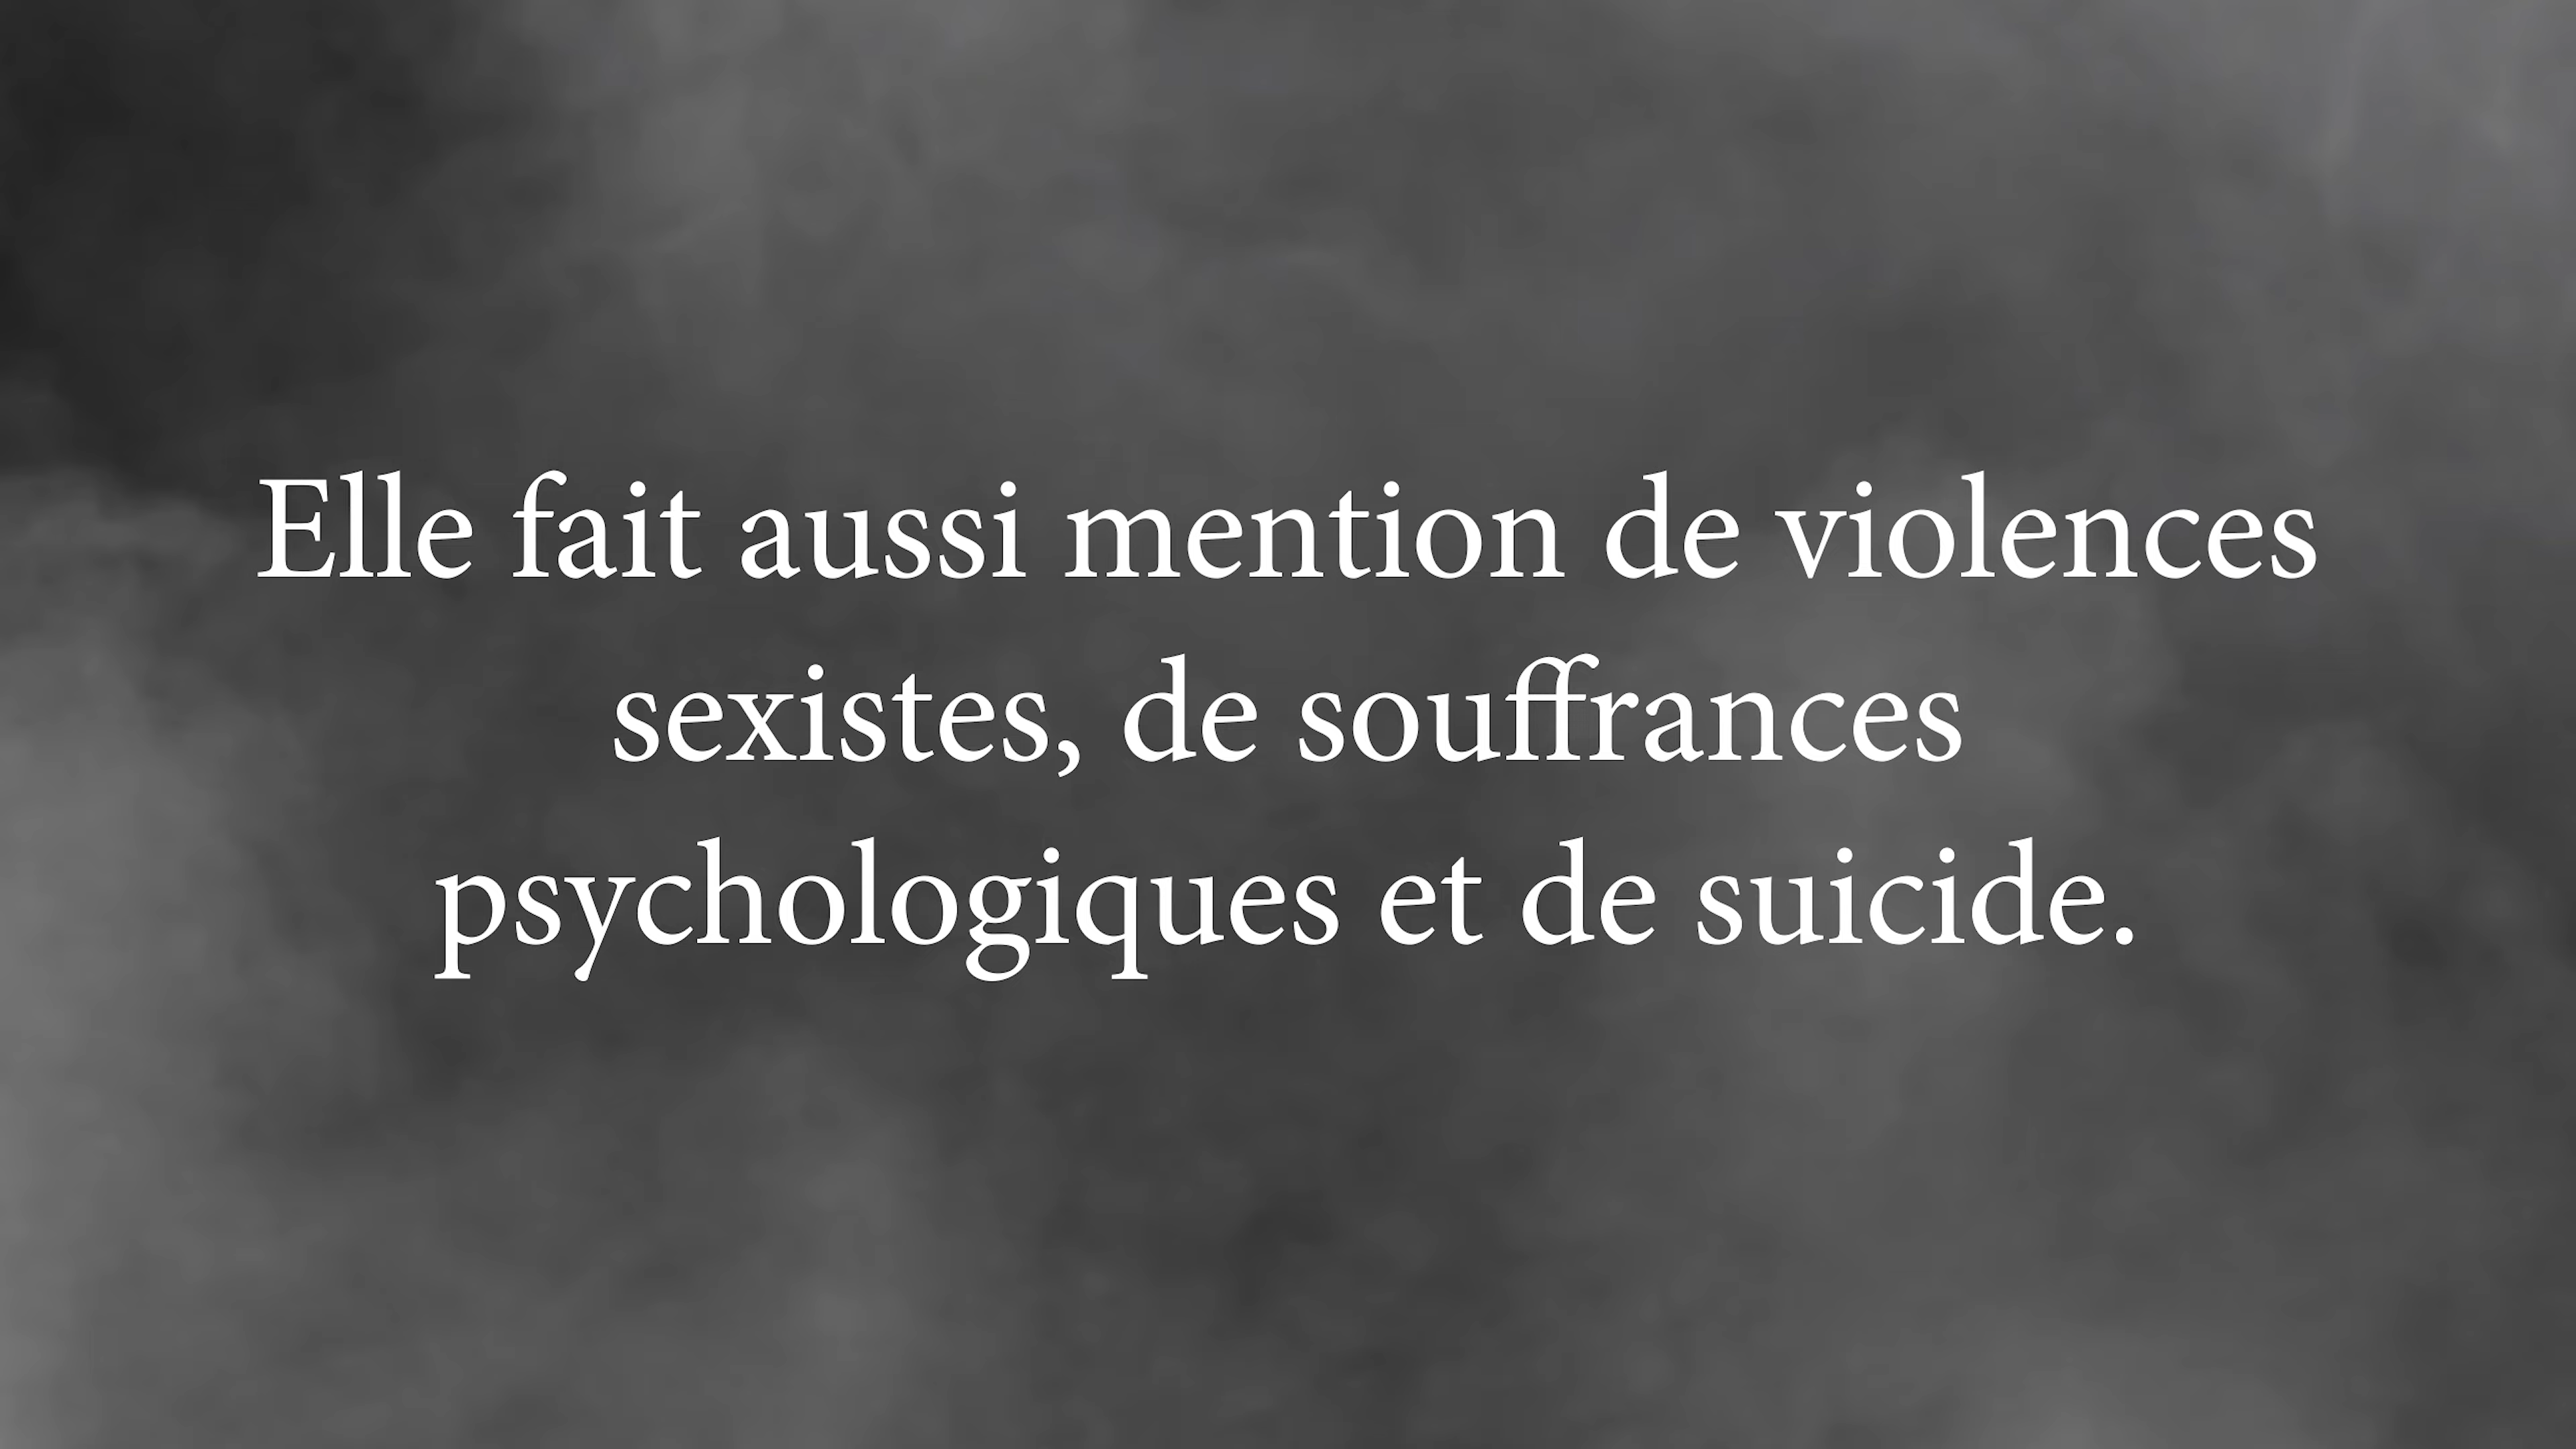 Elle fait aussi mention de violences
sexistes, de souffrances
psychologiques et de suicide.